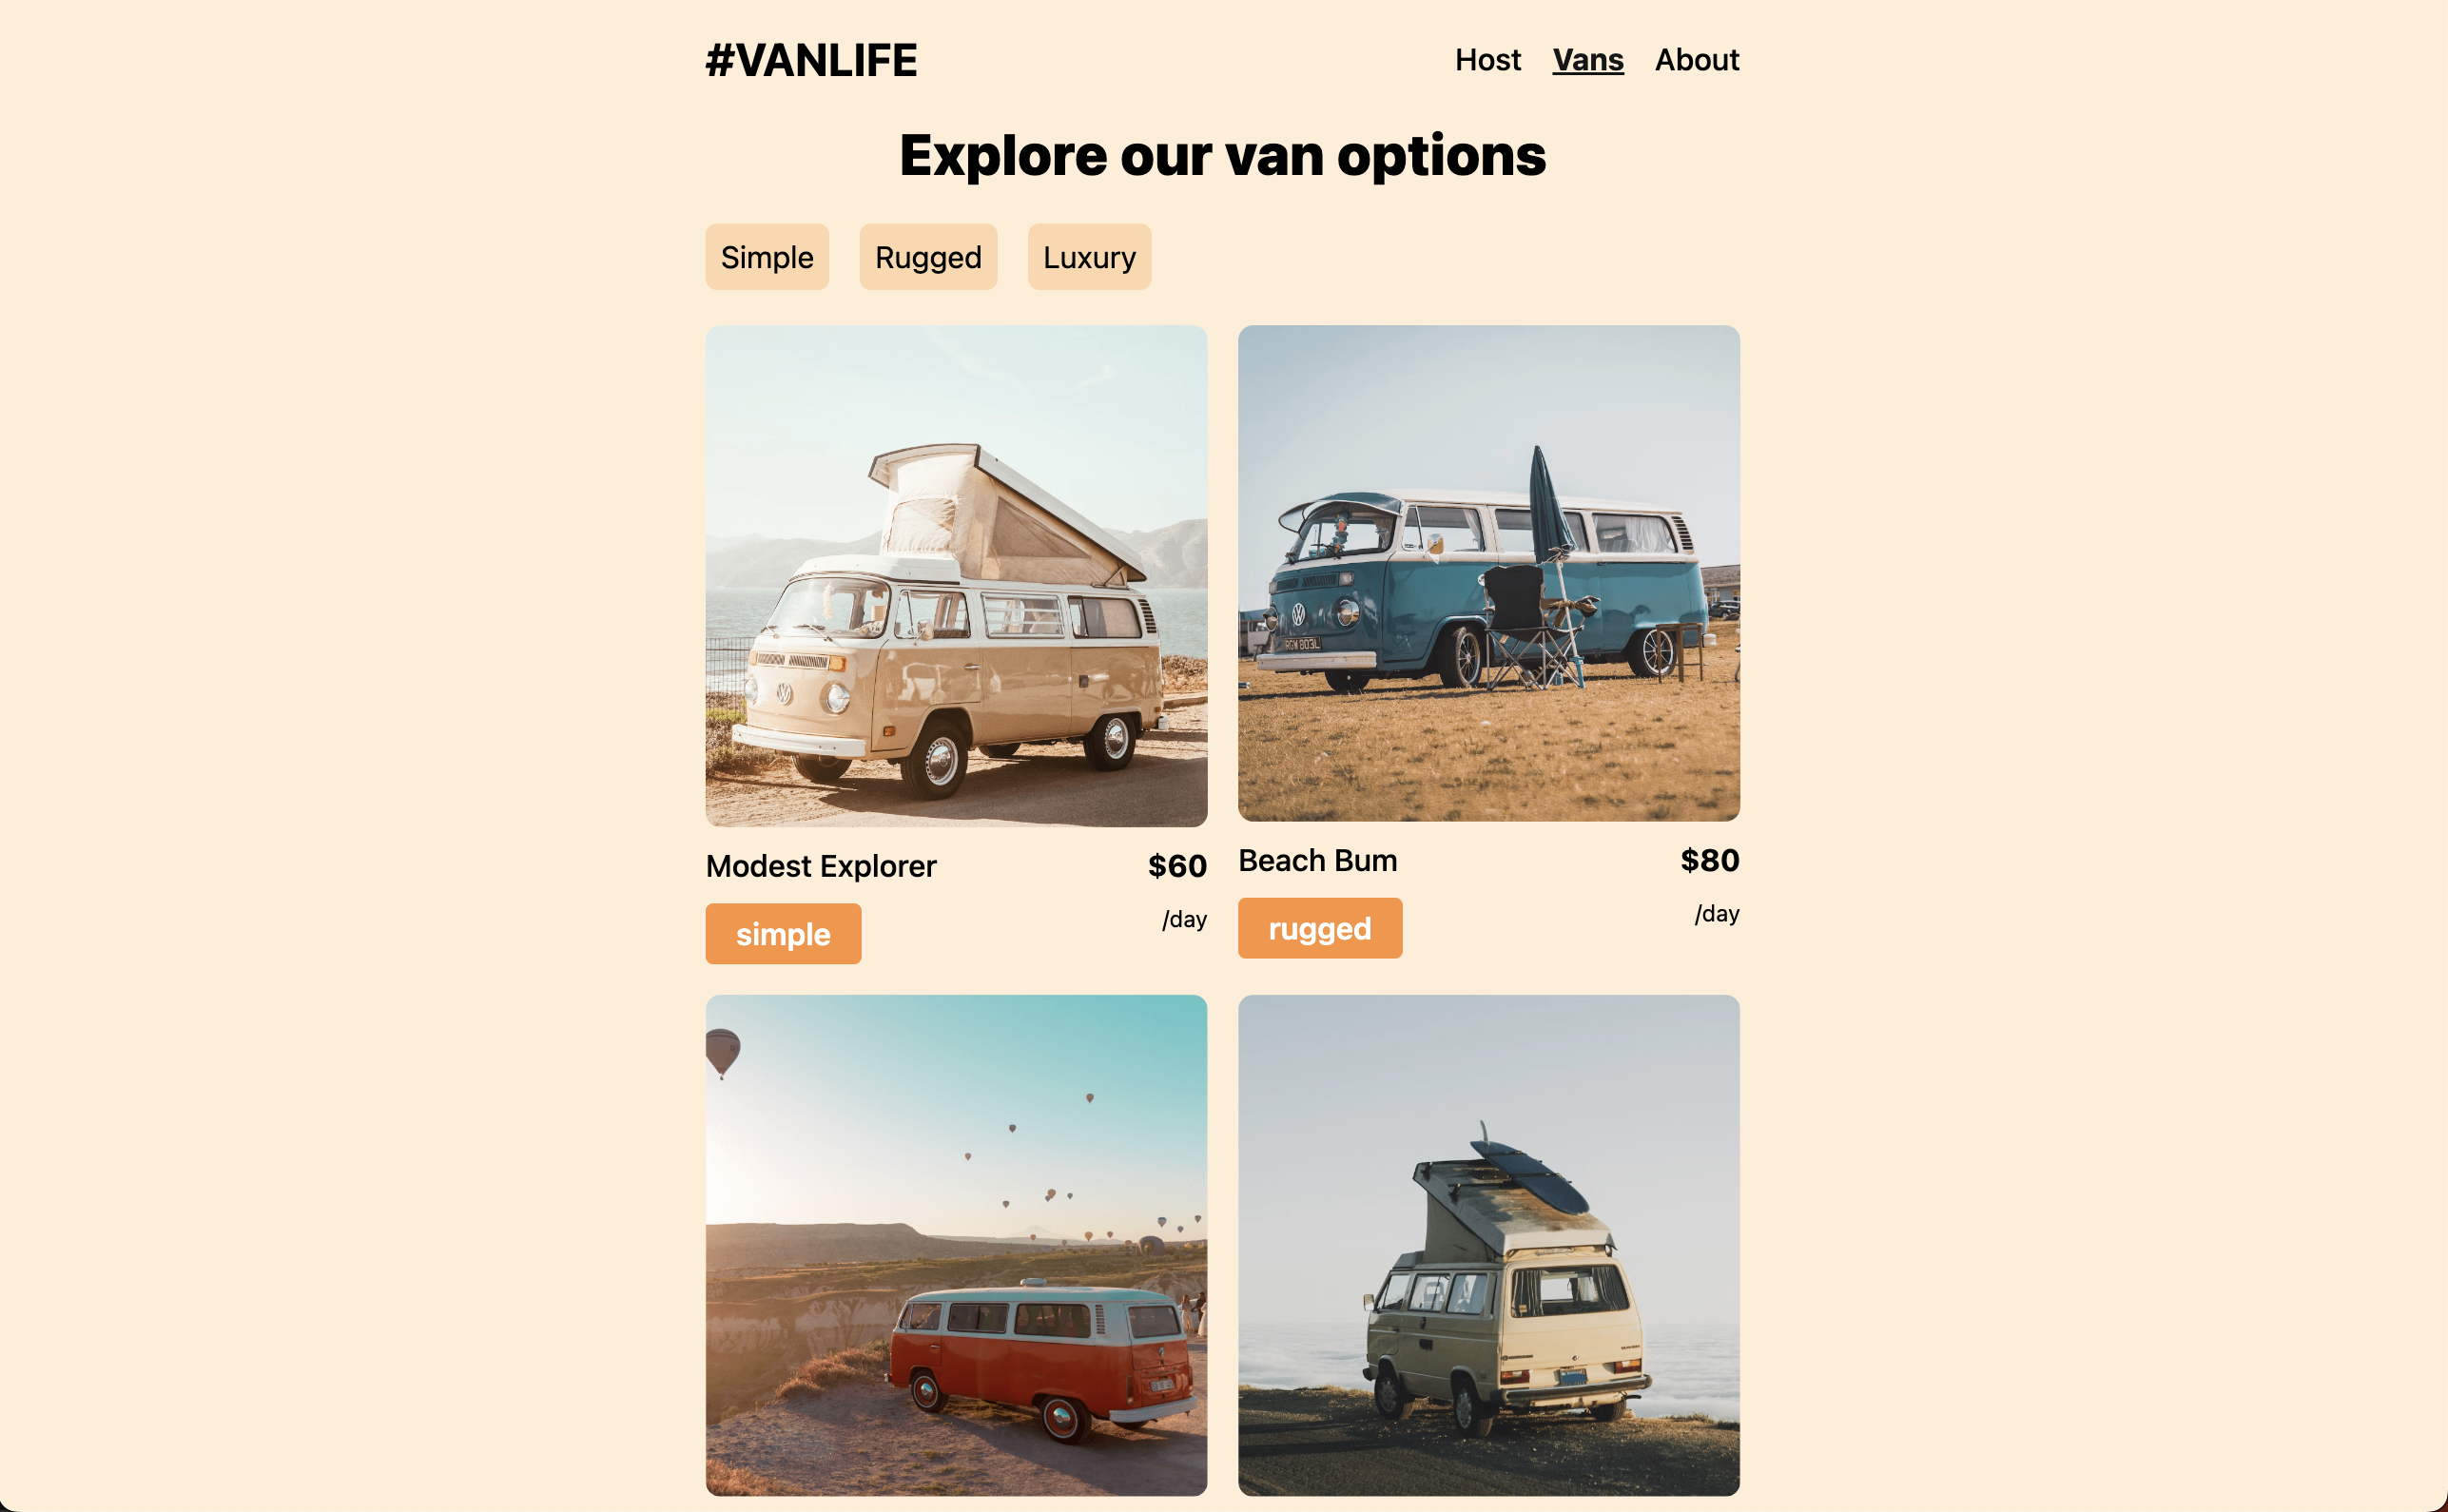 #VANLIFE
Host Vans About
Explore our van options
Simple Rugged Luxury
Modest Explorer $60
simple /day
Beach Bum $80
rugged /day